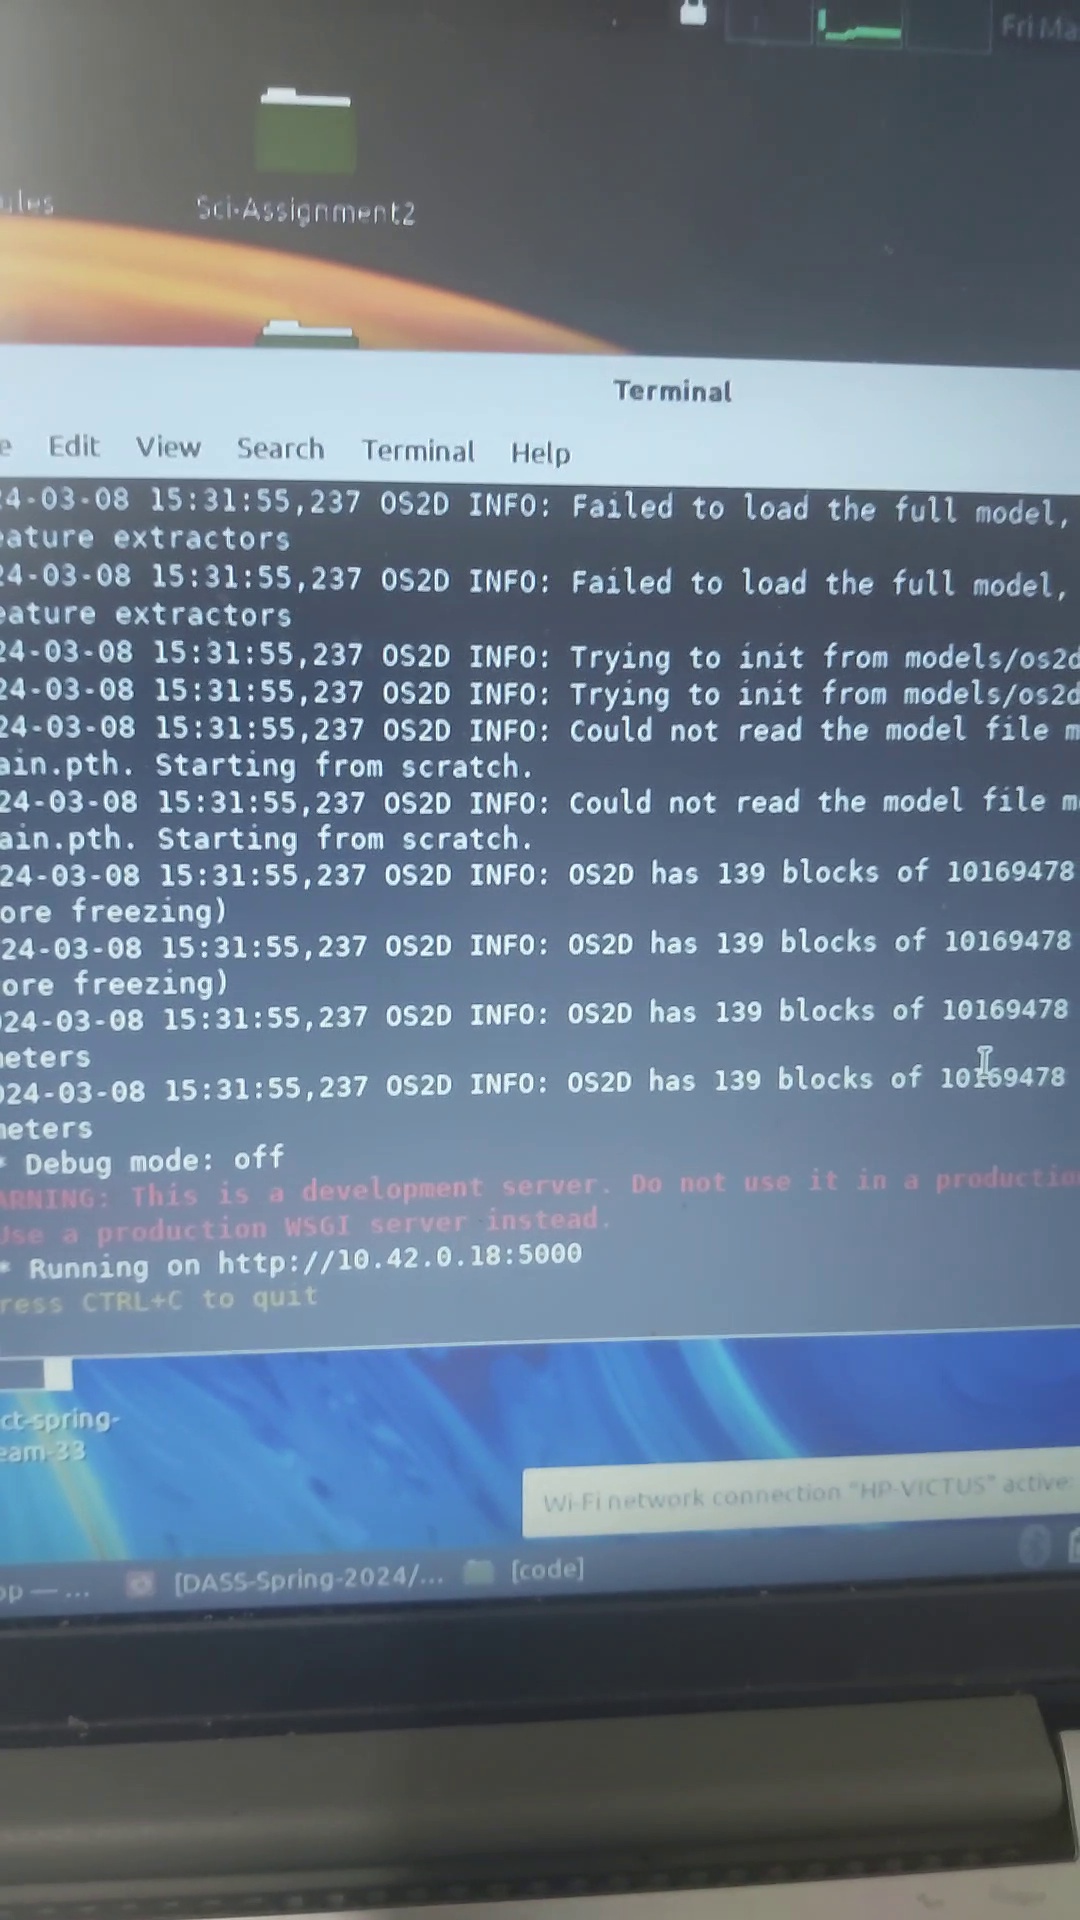 Fri Ma
ules
Sci-Assignment2
Terminal
e Edit View Search Terminal Help
24-03-08 15:31:55,237 OS2D INFO: Failed to load the full model,
eature extractors
24-03-08 15:31:55,237 OS2D INFO: Failed to load the full model,
eature extractors
24-03-08 15:31:55,237 OS2D INFO: Trying to init from models/os2d
24-03-08 15:31:55,237 OS2D INFO: Trying to init from models/os2d
24-03-08 15:31:55,237 OS2D INFO: Could not read the model file m
ain.pth. Starting from scratch.
24-03-08 15:31:55,237 OS2D INFO: Could not read the model file m
ain.pth. Starting from scratch.
24-03-08 15:31:55,237 OS2D INFO: OS2D has 139 blocks of 10169478
ore freezing)
24-03-08 15:31:55,237 OS2D INFO: OS2D has 139 blocks of 10169478
ore freezing)
024-03-08 15:31:55,237 OS2D INFO: OS2D has 139 blocks of 10169478
meters
024-03-08 15:31:55,237 OS2D INFO: OS2D has 139 blocks of 10169478
meters
* Debug mode: off
ARNING: This is a development server. Do not use it in a production
Use a production WSGI server instead.
* Running on http://10.42.0.18:5000
ress CTRL+C to quit
ct-spring-
eam-33
Wi-Fi network connection "HP-VICTUS" active
op — ... [DASS-Spring-2024/... [code]